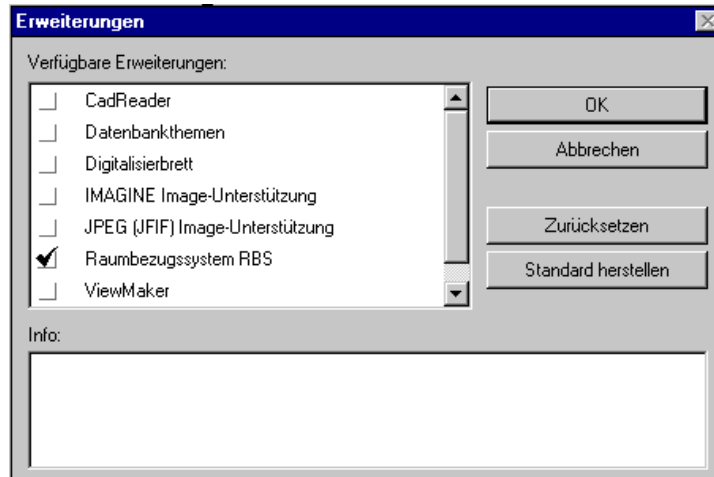 Erweiterungen
Verfügbare Erweiterungen:
CadReader
Datenbankthemen
Digitalisierbrett
IMAGINE Image-Unterstützung
JPEG (JFIF) Image-Unterstützung
Raumbezugssystem RBS
ViewMaker
OK
Abbrechen
Zurücksetzen
Standard herstellen
Info: